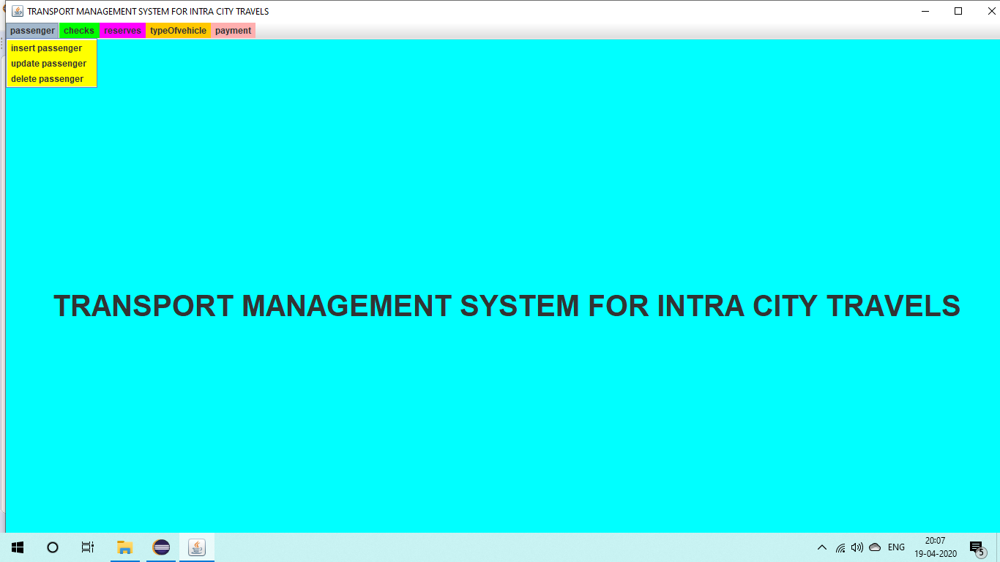 TRANSPORT MANAGEMENT SYSTEM FOR INTRA CITY TRAVELS
passenger checks reserves typeOfvehicle payment
insert passenger
update passenger
delete passenger
TRANSPORT MANAGEMENT SYSTEM FOR INTRA CITY TRAVELS
ENG
20:07
19-04-2020
5